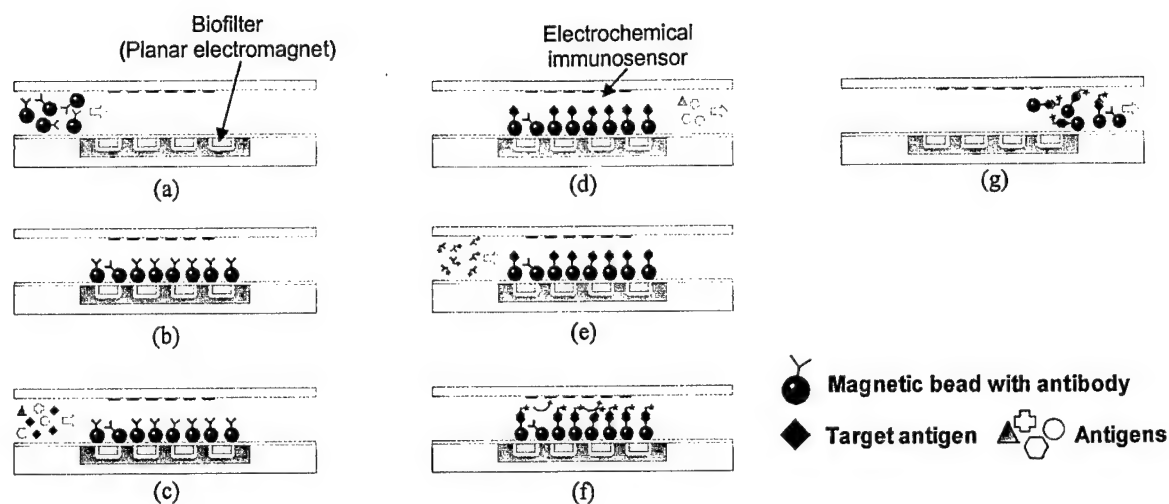 Biofilter
(Planar electromagnet)
(a)
(b)
(c)
Electrochemical
immunosensor
(d)
(e)
(f)
(g)
Magnetic bead with antibody
Target antigen
Antigens